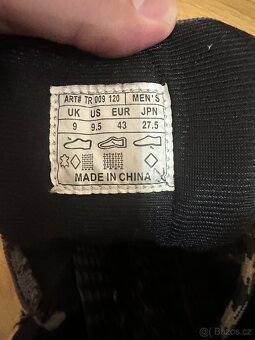 ART# TR 009 120 MEN'S
UK US EUR JPN
9 9.5 43 27.5
MADE IN CHINA
Bazoš.cz